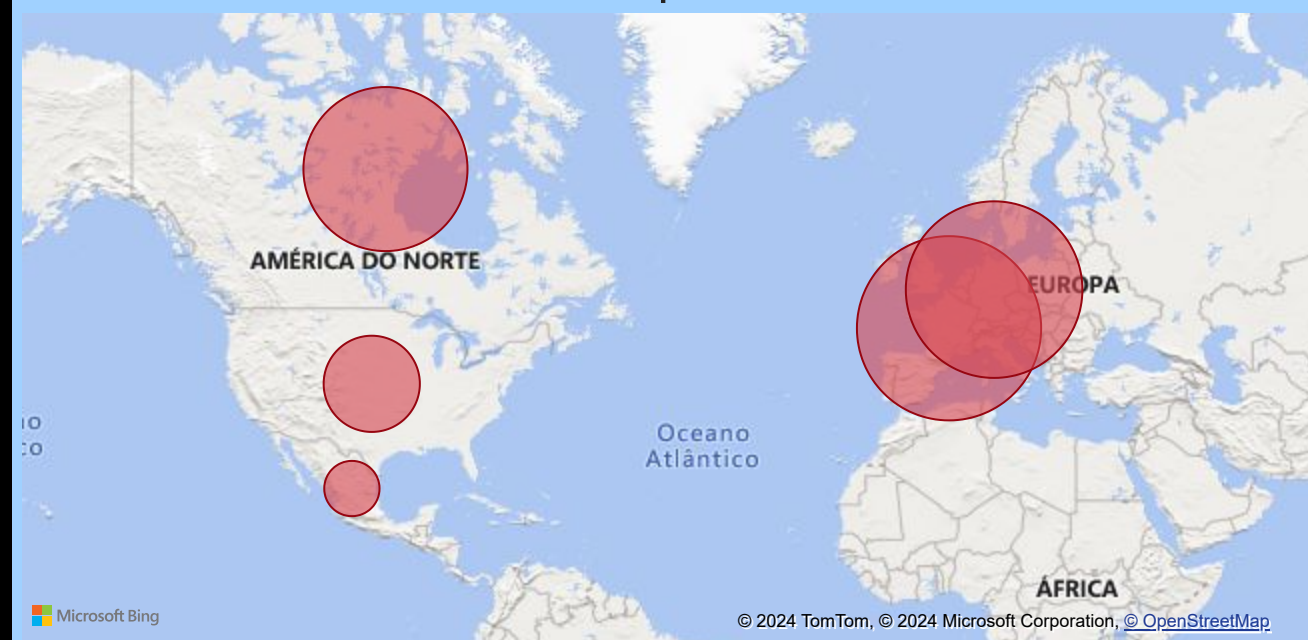 AMÉRICA DO NORTE
EUROPA
Oceano
Atlântico
ÁFRICA
Microsoft Bing
© 2024 TomTom, © 2024 Microsoft Corporation, © OpenStreetMap